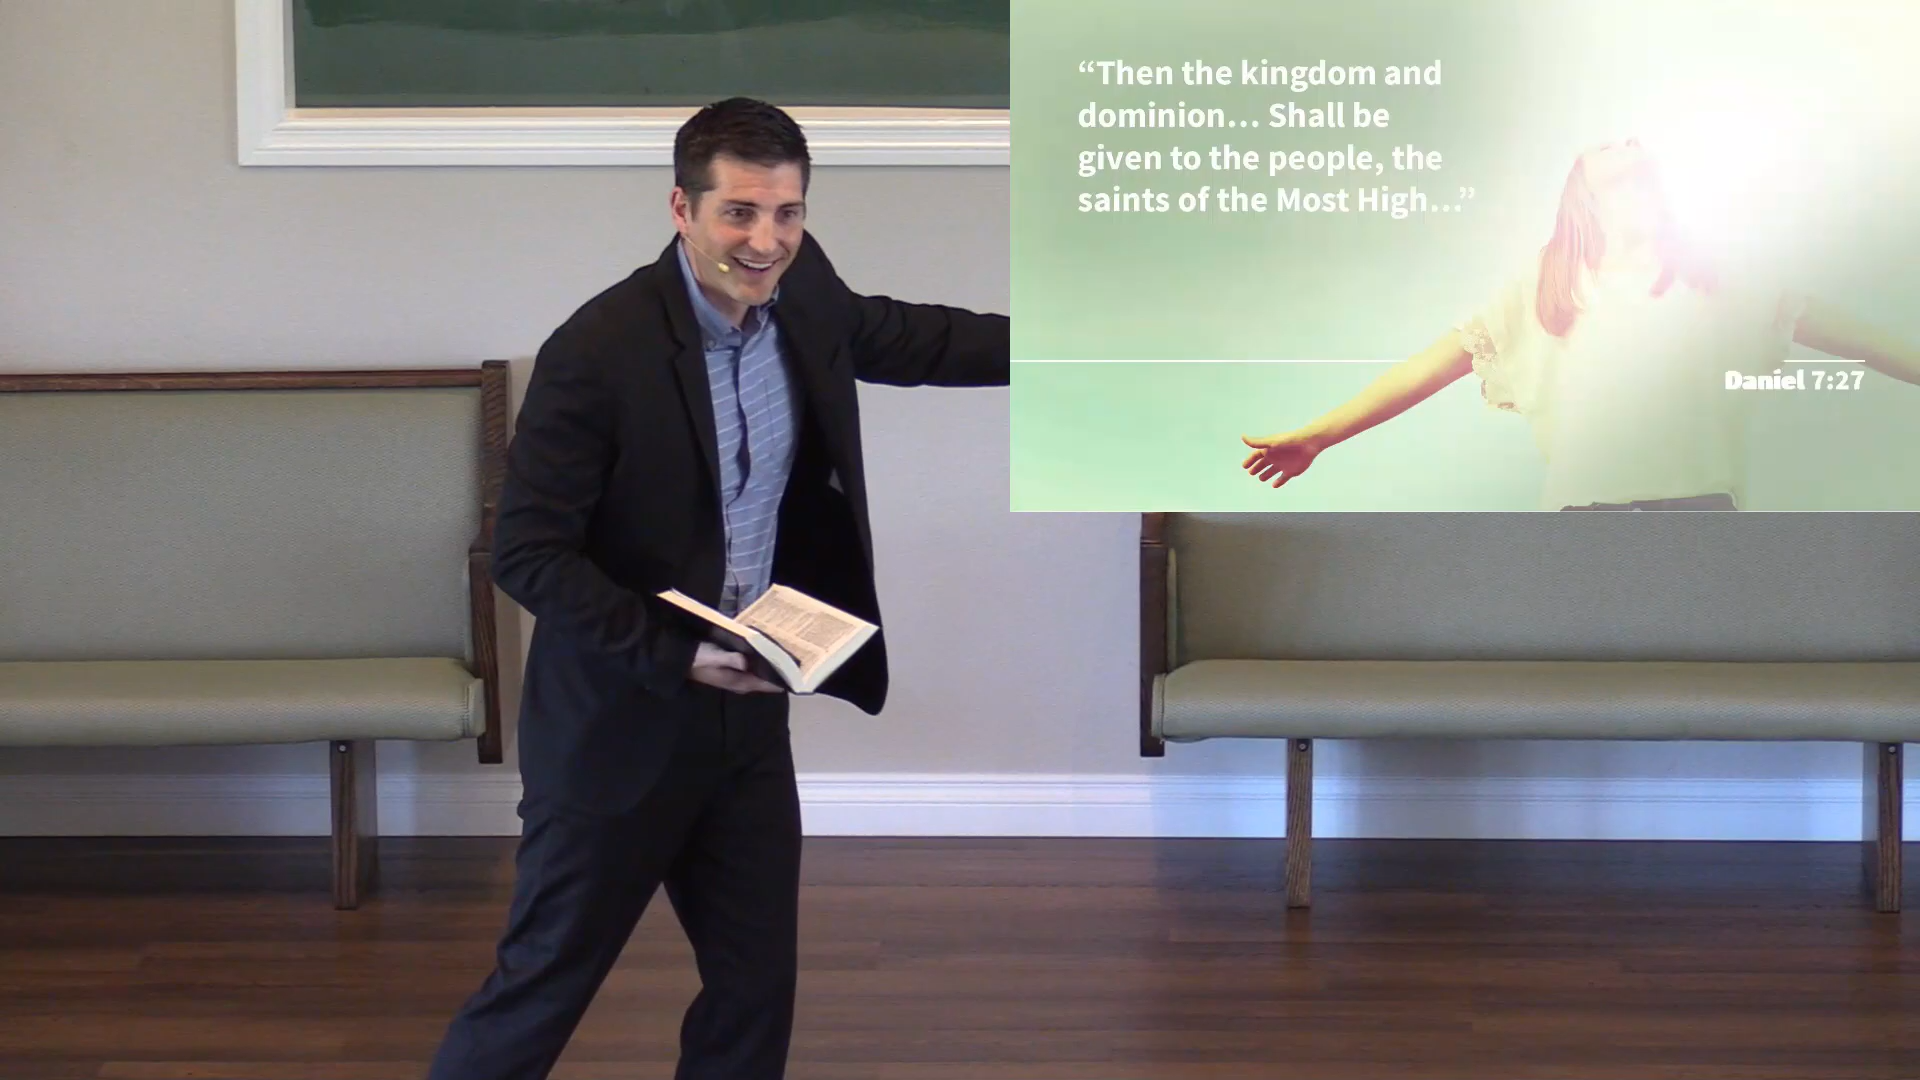 “Then the kingdom and
dominion… Shall be
given to the people, the
saints of the Most High…”
Daniel 7:27